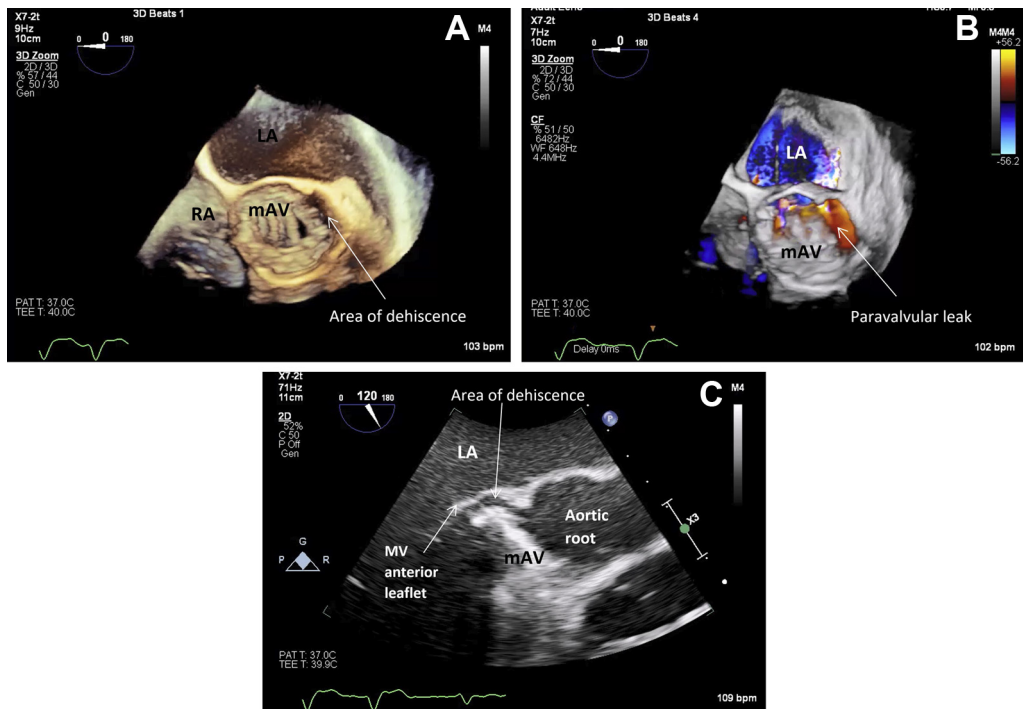 3D Beats 1
X7-2t
9Hz
10cm
0 0 180
3D Zoom
2D / 3D
% 57 / 44
C 50 / 30
Gen
A
M4
LA
RA
mAV
Area of dehiscence
PAT T: 37.0C
TEE T: 40.0C
103 bpm
3D Beats 4
X7-2t
7Hz
10cm
0 0 180
3D Zoom
2D / 3D
% 72 / 44
C 50 / 30
Gen
CF
% 51 / 50
6482Hz
WF 648Hz
4.4MHz
B
M4 M4
+56.2
-56.2
LA
mAV
Paravalvular leak
PAT T: 37.0C
TEE T: 40.0C
Delay 0ms
102 bpm
X7-2t
71Hz
11cm
0 120 180
2D
52%
C 50
P Off
Gen
Area of dehiscence
C
M4
P
LA
Aortic
root
mAV
MV
anterior
leaflet
X3
G
P R
PAT T: 37.0C
TEE T: 39.9C
109 bpm